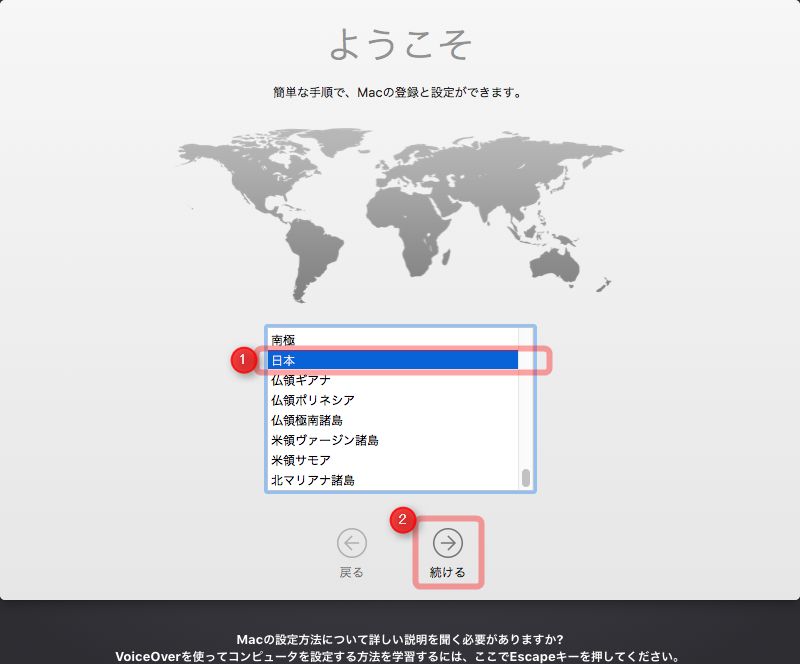 ようこそ
簡単な手順で、Macの登録と設定ができます。
南極
1
日本
仏領ギアナ
仏領ポリネシア
仏領極南諸島
米領ヴァージン諸島
米領サモア
北マリアナ諸島
2
戻る
続ける
Macの設定方法について詳しい説明を聞く必要がありますか?
VoiceOverを使ってコンピュータを設定する方法を学習するには、ここでEscapeキーを押してください。